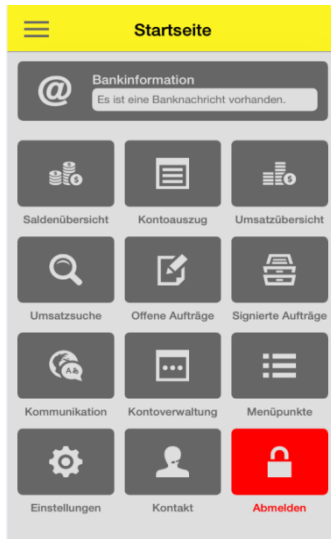 Startseite
@ Bankinformation
Es ist eine Banknachricht vorhanden.
Saldenübersicht Kontoauszug Umsatzübersicht
Umsatzsuche Offene Aufträge Signierte Aufträge
Kommunikation Kontoverwaltung Menüpunkte
Einstellungen Kontakt Abmelden